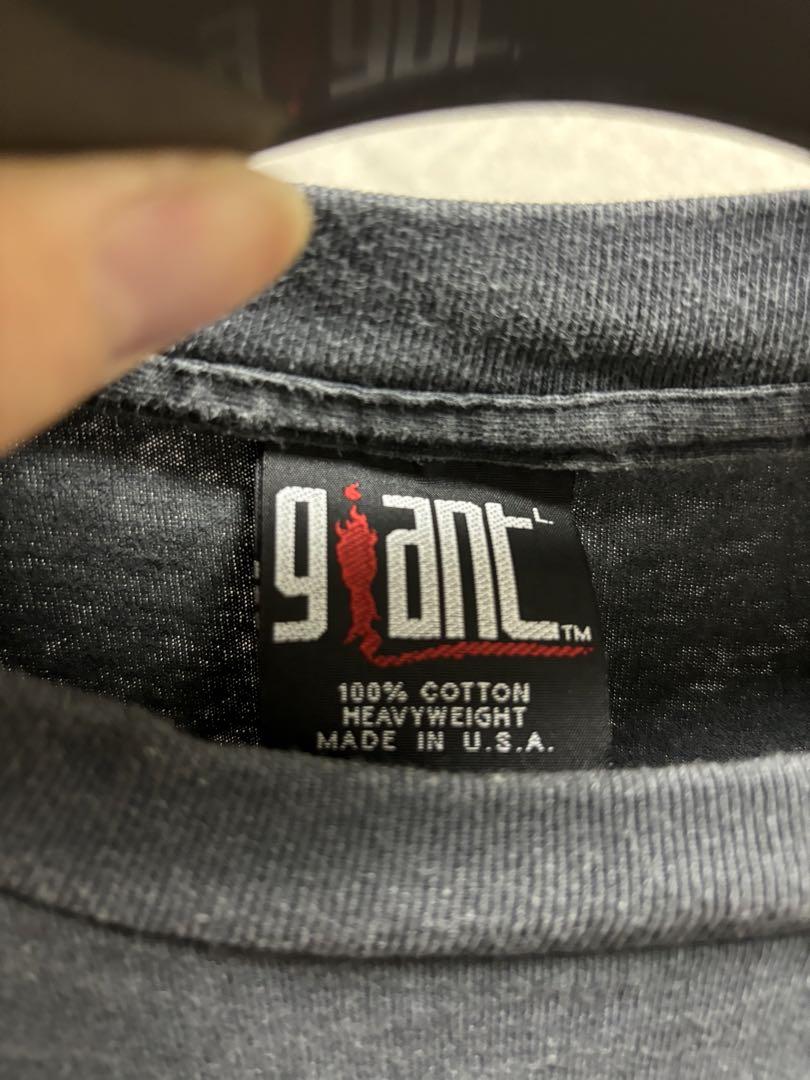 giant L.
TM
100% COTTON
HEAVYWEIGHT
MADE IN U.S.A.